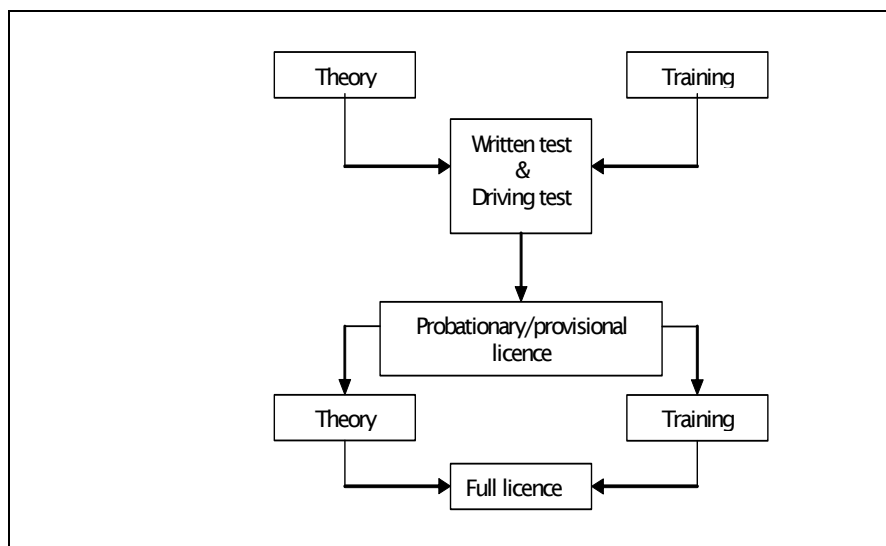 Theory
Training
Written test
&
Driving test
Probationary/provisional
licence
Theory
Training
Full licence